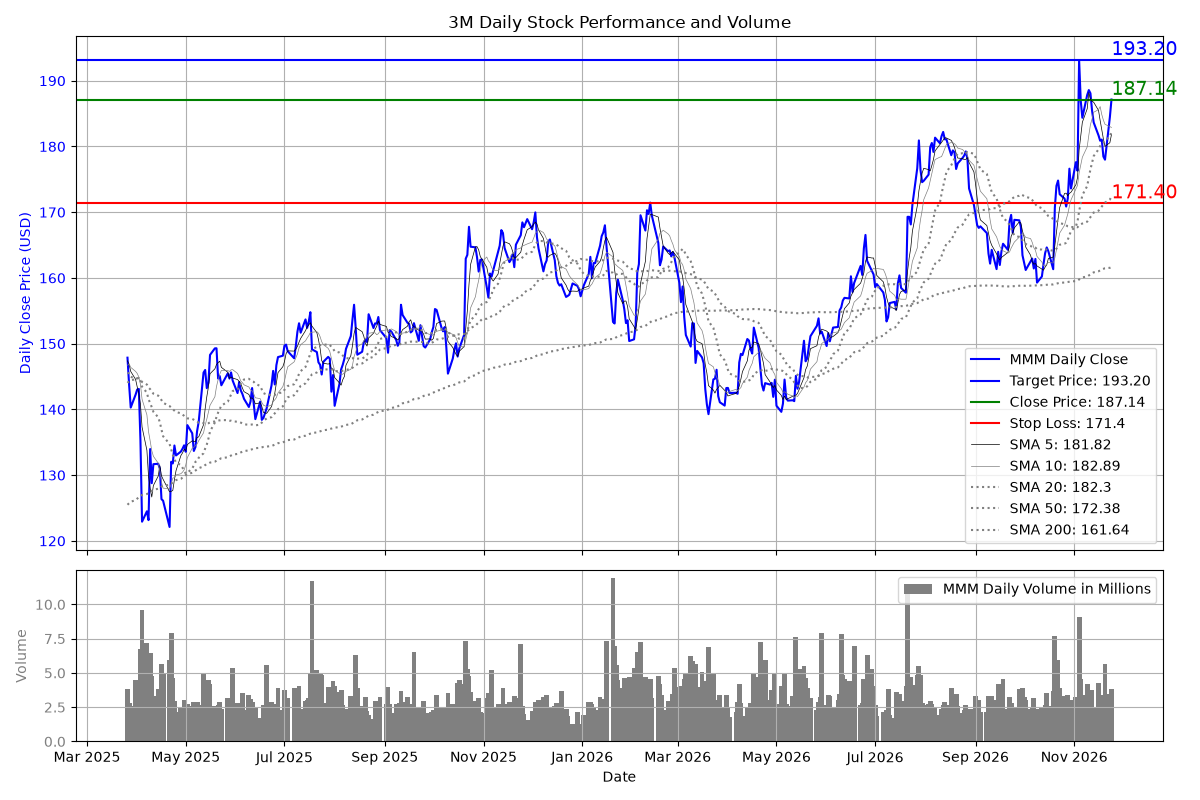 3M Daily Stock Performance and Volume
193.20
187.14
171.40
190
180
170
160
150
140
130
120
Daily Close Price (USD)
MMM Daily Close
Target Price: 193.20
Close Price: 187.14
Stop Loss: 171.4
SMA 5: 181.82
SMA 10: 182.89
SMA 20: 182.3
SMA 50: 172.38
SMA 200: 161.64
MMM Daily Volume in Millions
10.0
7.5
5.0
2.5
0.0
Volume
Mar 2025 May 2025 Jul 2025 Sep 2025 Nov 2025 Jan 2026 Mar 2026 May 2026 Jul 2026 Sep 2026 Nov 2026
Date